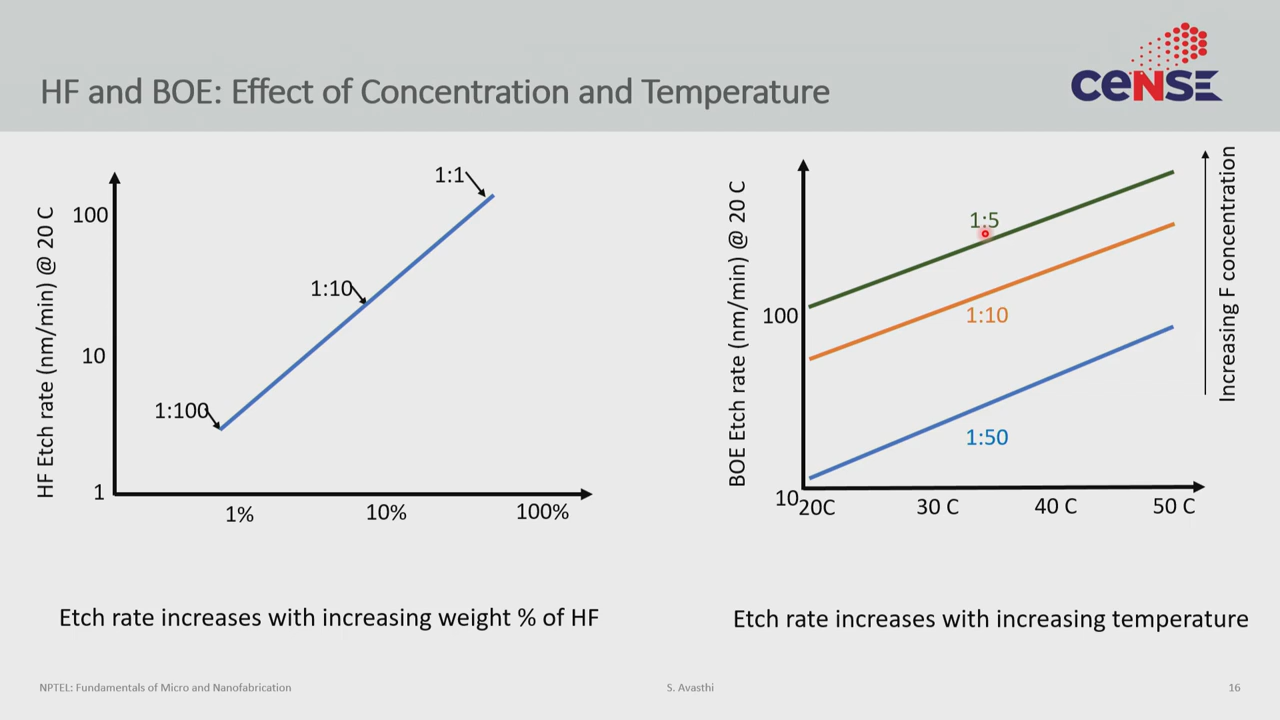 HF and BOE: Effect of Concentration and Temperature
CeNSE
HF Etch rate (nm/min) @ 20 C
100
10
1
1:1
1:10
1:100
1%
10%
100%
Etch rate increases with increasing weight % of HF
BOE Etch rate (nm/min) @ 20 C
100
10
1:5
1:10
1:50
20C
30 C
40 C
50 C
Increasing F concentration
Etch rate increases with increasing temperature
NPTEL: Fundamentals of Micro and Nanofabrication
S. Avasthi
16